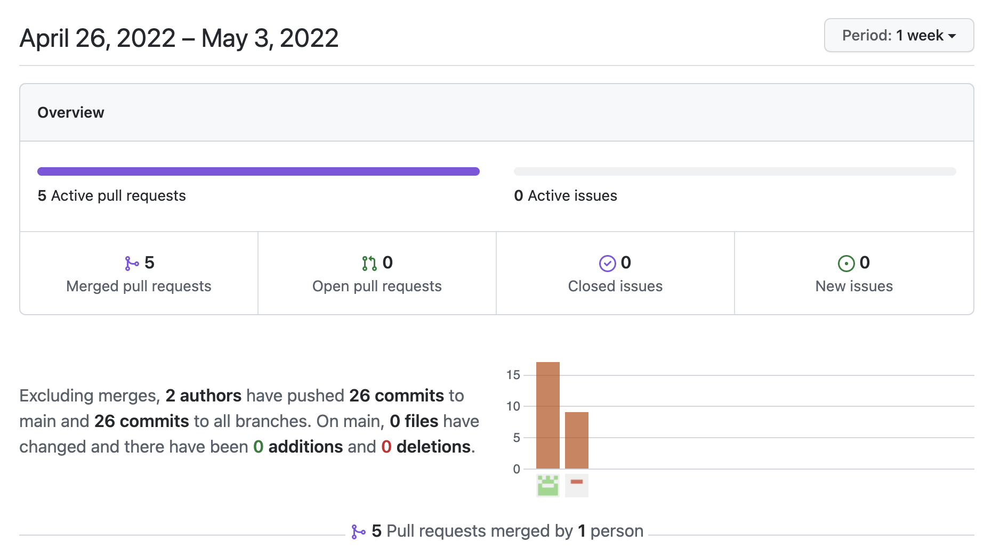 April 26, 2022 – May 3, 2022
Period: 1 week
Overview
5 Active pull requests
0 Active issues
5
Merged pull requests
0
Open pull requests
0
Closed issues
0
New issues
Excluding merges, 2 authors have pushed 26 commits to
main and 26 commits to all branches. On main, 0 files have
changed and there have been 0 additions and 0 deletions.
15
10
5
0
5 Pull requests merged by 1 person